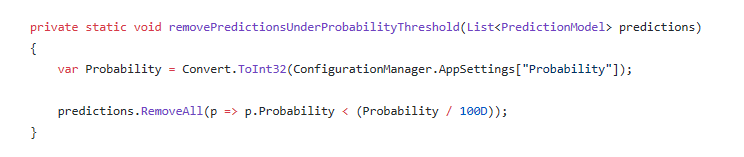 private static void removePredictionsUnderProbabilityThreshold(List<PredictionModel> predictions)
{
    var Probability = Convert.ToInt32(ConfigurationManager.AppSettings["Probability"]);

    predictions.RemoveAll(p => p.Probability < (Probability / 100D));
}